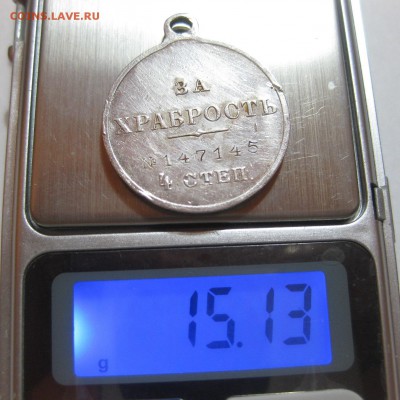 COINS.LAVE.RU
ЗА
ХРАБРОСТЬ
№147145
4 СТЕП.
15.13
g